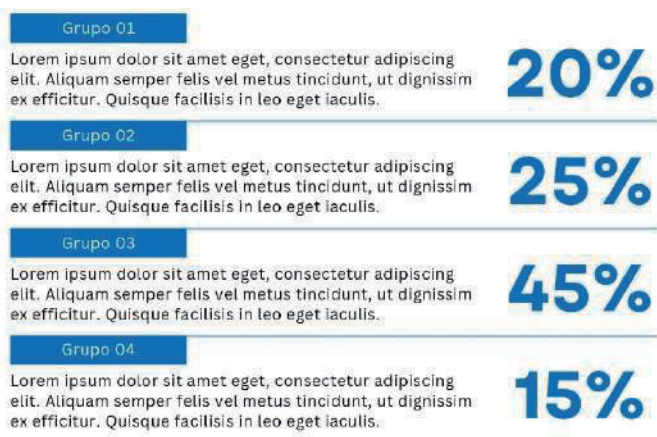 Grupo 01
Lorem ipsum dolor sit amet eget, consectetur adipiscing
elit. Aliquam semper felis vel metus tincidunt, ut dignissim
ex efficitur. Quisque facilisis in leo eget iaculis.
20%
Grupo 02
Lorem ipsum dolor sit amet eget, consectetur adipiscing
elit. Aliquam semper felis vel metus tincidunt, ut dignissim
ex efficitur. Quisque facilisis in leo eget iaculis.
25%
Grupo 03
Lorem ipsum dolor sit amet eget, consectetur adipiscing
elit. Aliquam semper felis vel metus tincidunt, ut dignissim
ex efficitur. Quisque facilisis in leo eget iaculis.
45%
Grupo 04
Lorem ipsum dolor sit amet eget, consectetur adipiscing
elit. Aliquam semper felis vel metus tincidunt, ut dignissim
ex efficitur. Quisque facilisis in leo eget iaculis.
15%